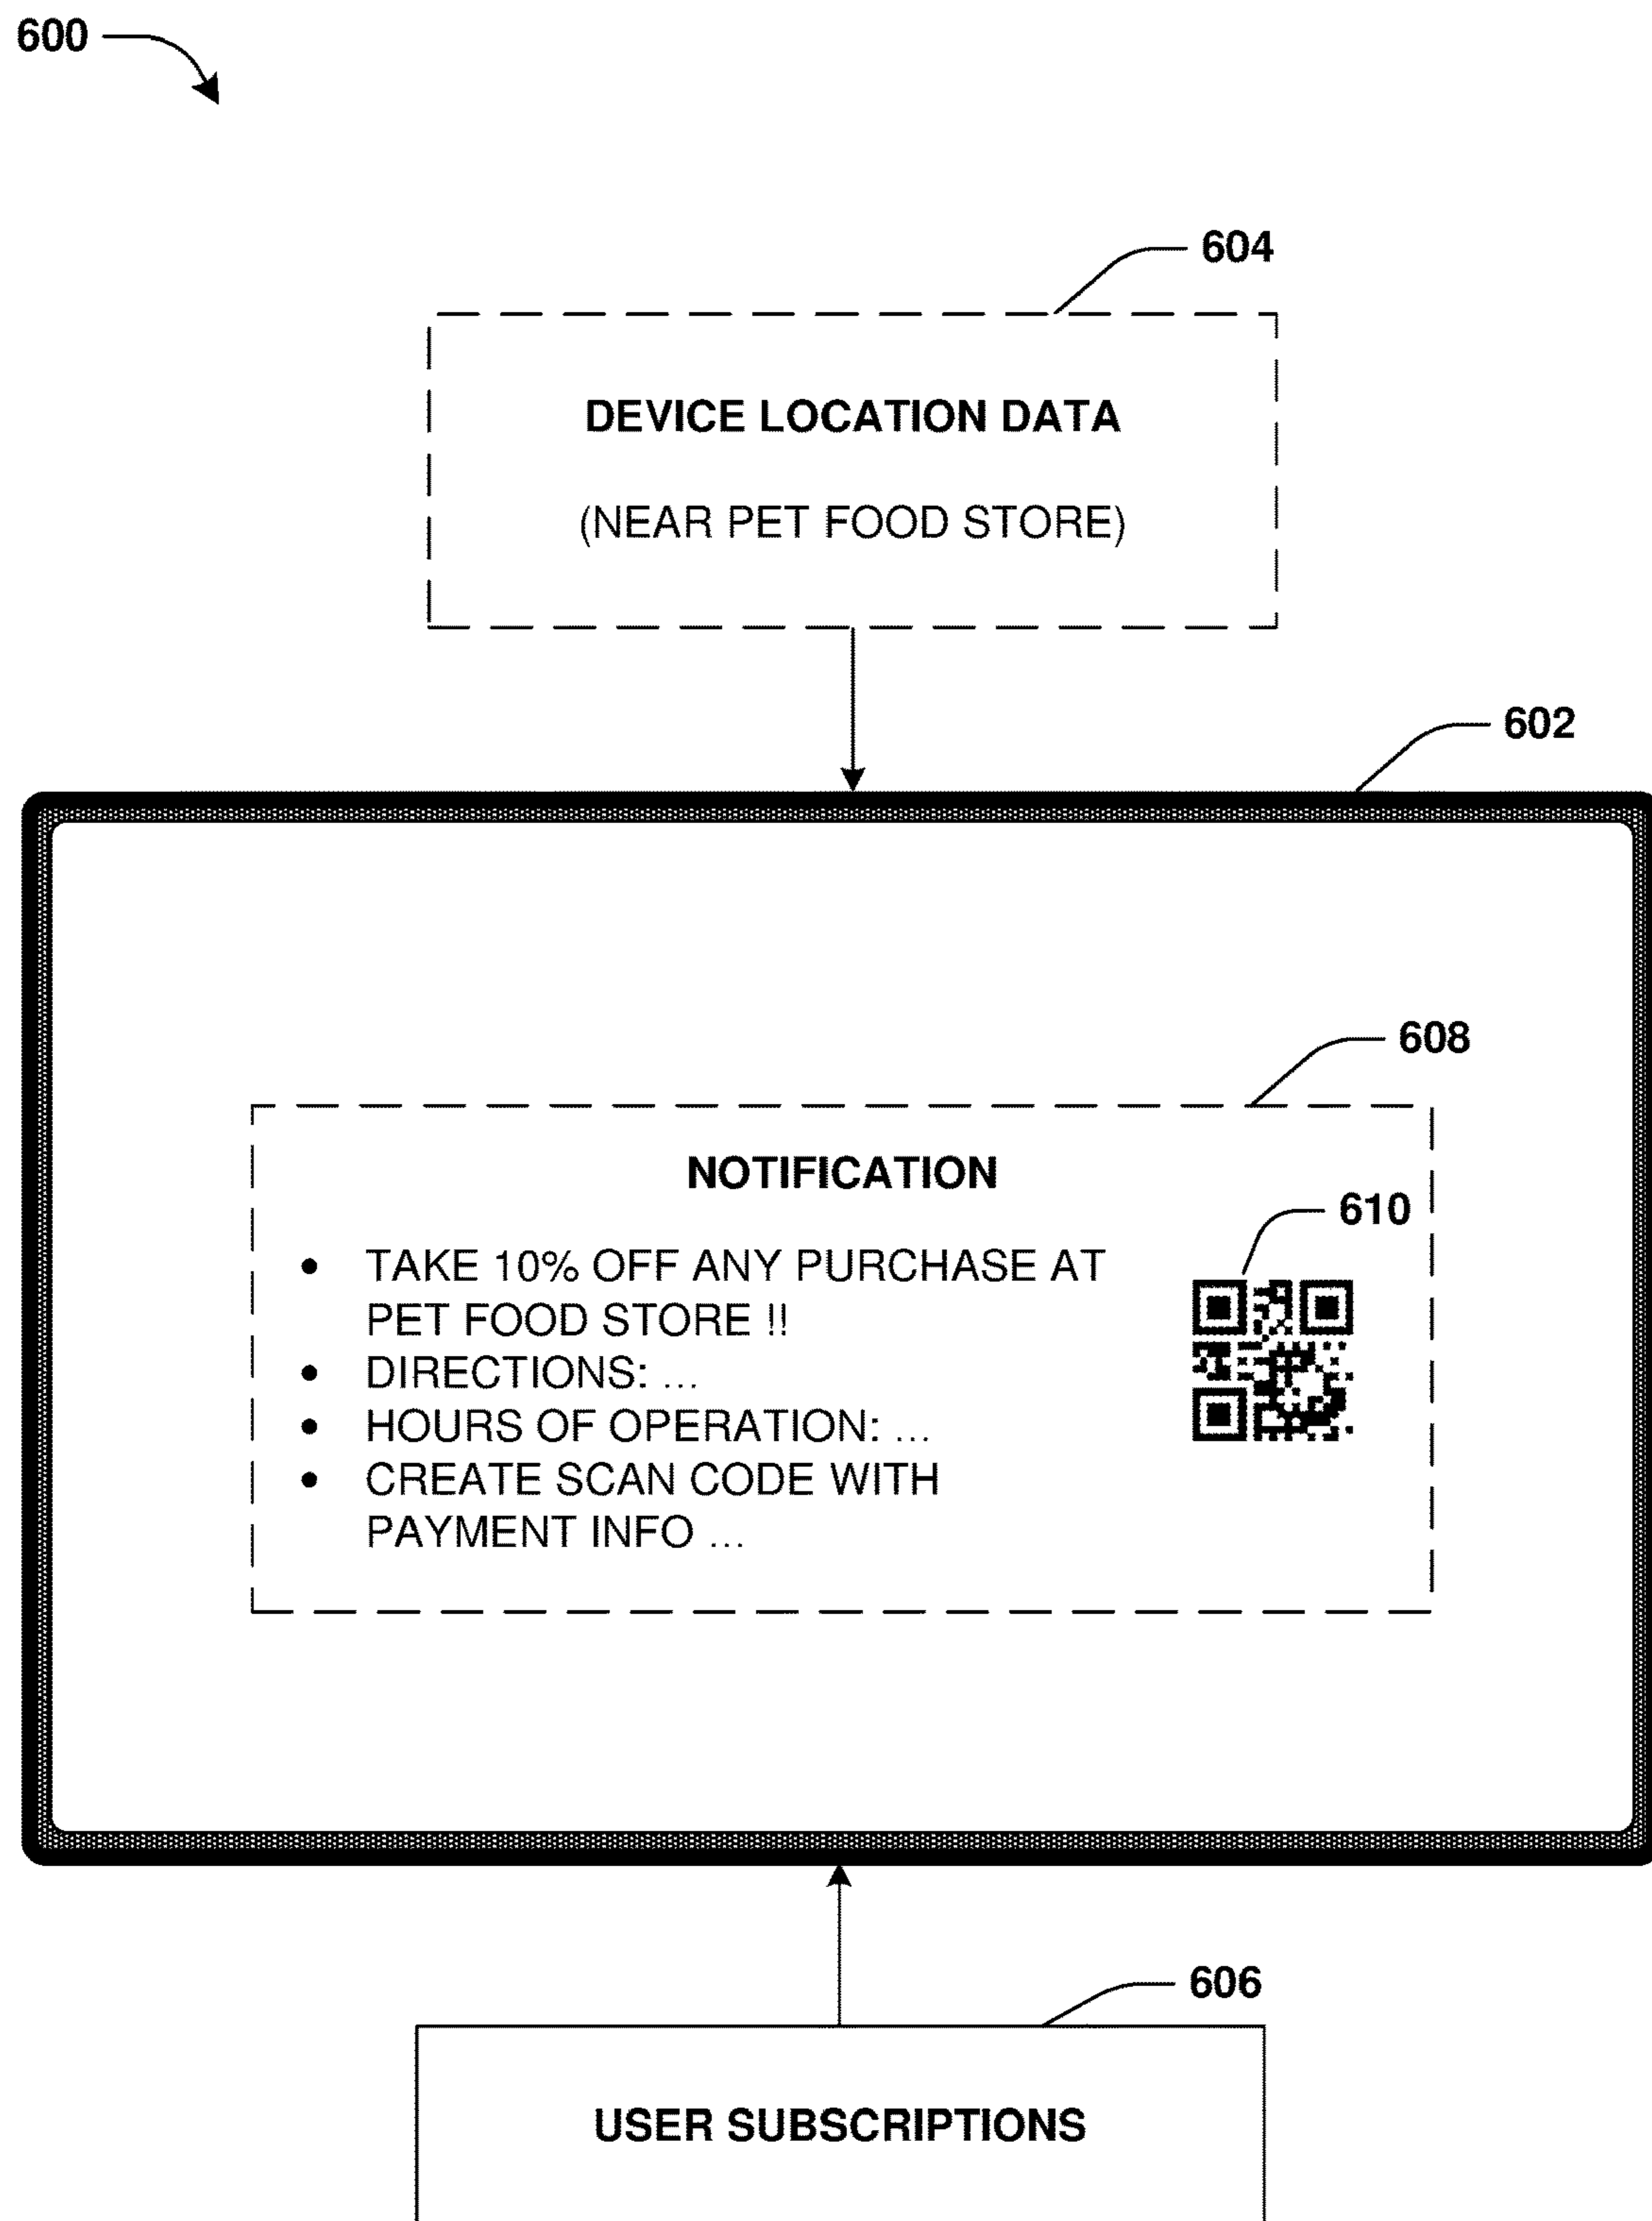 600
604
DEVICE LOCATION DATA
(NEAR PET FOOD STORE)
602
608
NOTIFICATION
610
• TAKE 10% OFF ANY PURCHASE AT
PET FOOD STORE !!
• DIRECTIONS: ...
• HOURS OF OPERATION: ...
• CREATE SCAN CODE WITH
PAYMENT INFO ...
606
USER SUBSCRIPTIONS